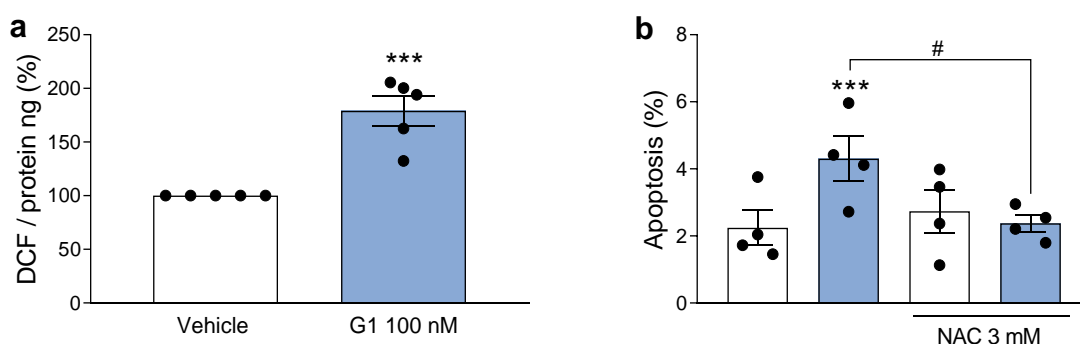 a
DCF / protein ng (%)
250
200
150
100
50
0
***
Vehicle
G1 100 nM
b
Apoptosis (%)
8
6
4
2
0
***
#
NAC 3 mM